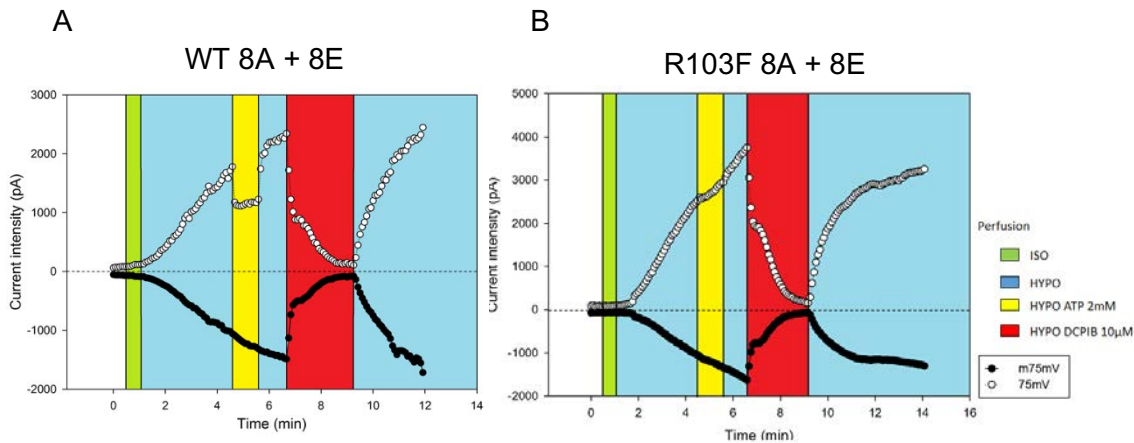 A
WT 8A + 8E
3000
2000
1000
0
-1000
-2000
Current intensity (pA)
0 2 4 6 8 10 12 14
Time (min)
B
R103F 8A + 8E
5000
4000
3000
2000
1000
0
-1000
-2000
Current intensity (pA)
0 2 4 6 8 10 12 14 16
Time (min)
Perfusion
ISO
HYPO
HYPO ATP 2mM
HYPO DCPIB 10µM
m75mV
75mV